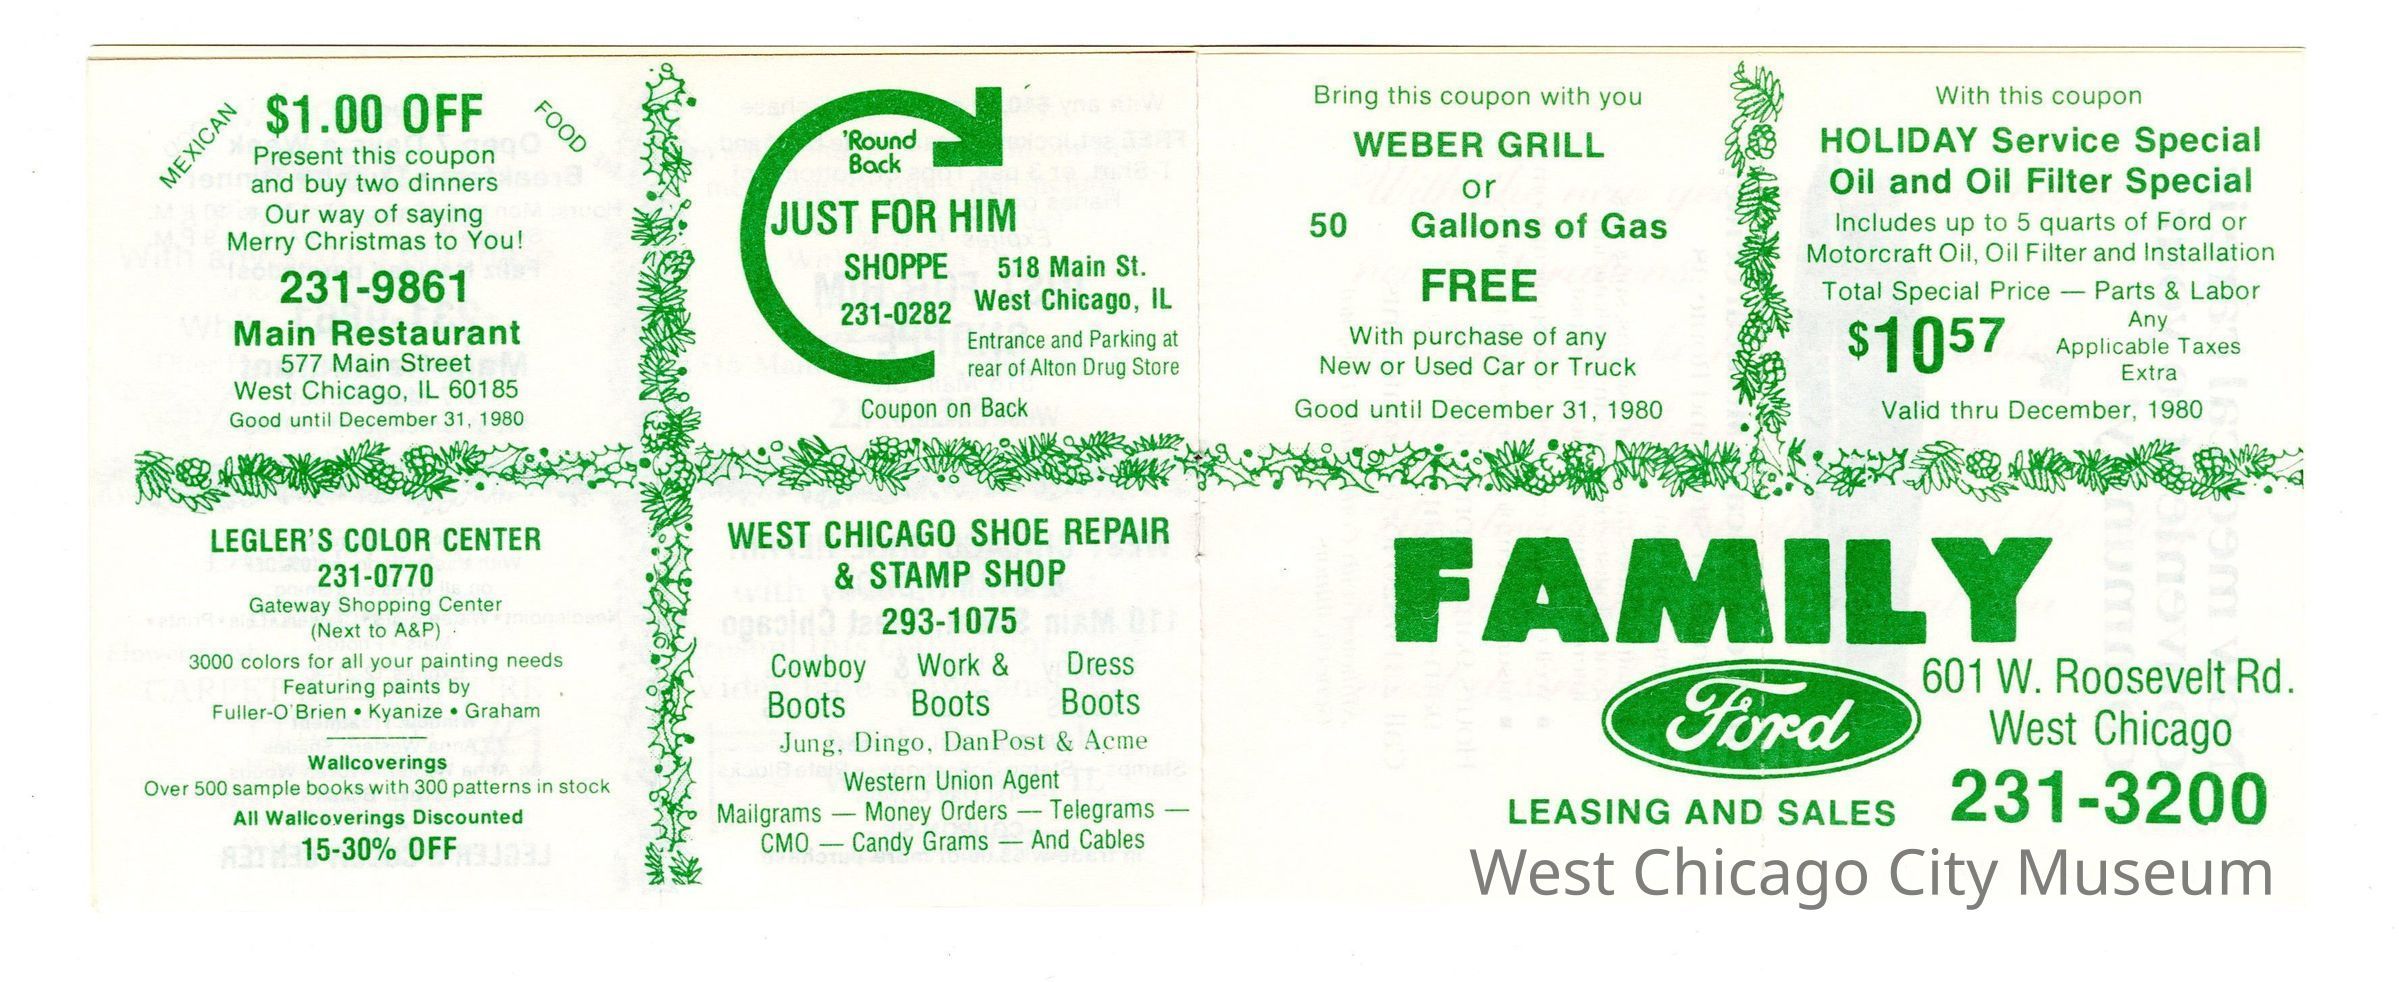 MEXICAN
FOOD
$1.00 OFF
Present this coupon
and buy two dinners
Our way of saying
Merry Christmas to You!
231-9861
Main Restaurant
577 Main Street
West Chicago, IL 60185
Good until December 31, 1980
'Round
Back
JUST FOR HIM
SHOPPE
231-0282
518 Main St.
West Chicago, IL
Entrance and Parking at
rear of Alton Drug Store
Coupon on Back
Bring this coupon with you
WEBER GRILL
or
50 Gallons of Gas
FREE
With purchase of any
New or Used Car or Truck
Good until December 31, 1980
With this coupon
HOLIDAY Service Special
Oil and Oil Filter Special
Includes up to 5 quarts of Ford or
Motorcraft Oil, Oil Filter and Installation
Total Special Price — Parts & Labor
$1057
Any
Applicable Taxes
Extra
Valid thru December, 1980
LEGLER'S COLOR CENTER
231-0770
Gateway Shopping Center
(Next to A&P)
3000 colors for all your painting needs
Featuring paints by
Fuller-O'Brien • Kyanize • Graham
Wallcoverings
Over 500 sample books with 300 patterns in stock
All Wallcoverings Discounted
15-30% OFF
WEST CHICAGO SHOE REPAIR
& STAMP SHOP
293-1075
Cowboy Work & Dress
Boots Boots Boots
Jung, Dingo, DanPost & Acme
Western Union Agent
Mailgrams — Money Orders — Telegrams —
CMO — Candy Grams — And Cables
FAMILY
Ford
LEASING AND SALES
601 W. Roosevelt Rd.
West Chicago
231-3200
West Chicago City Museum